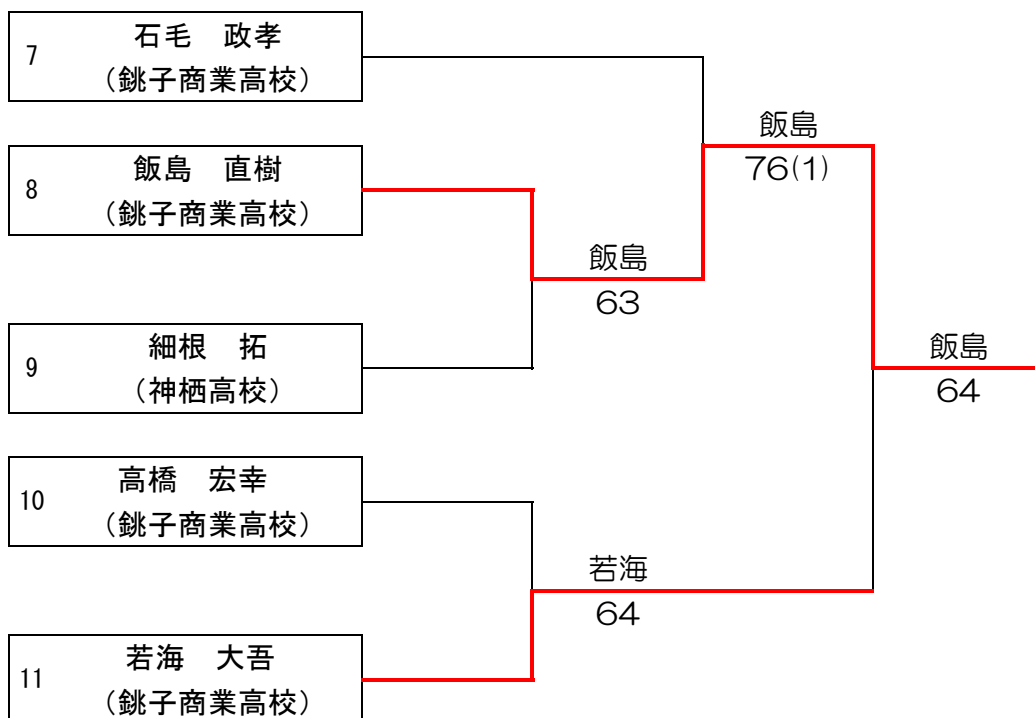 7
石毛　政孝
（銚子商業高校）
8
飯島　直樹
（銚子商業高校）
9
細根　拓
（神栖高校）
10
高橋　宏幸
（銚子商業高校）
11
若海　大吾
（銚子商業高校）
飯島
63
若海
64
飯島
76(1)
飯島
64